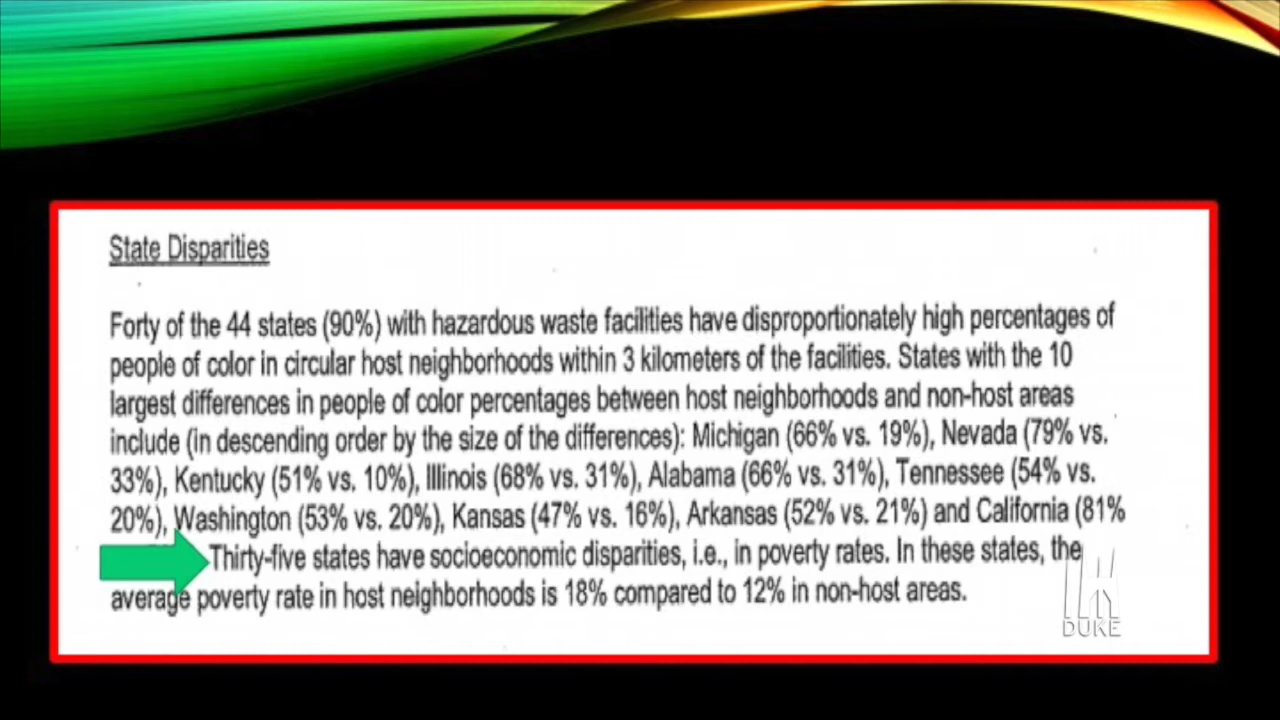 State Disparities
Forty of the 44 states (90%) with hazardous waste facilities have disproportionately high percentages of
people of color in circular host neighborhoods within 3 kilometers of the facilities. States with the 10
largest differences in people of color percentages between host neighborhoods and non-host areas
include (in descending order by the size of the differences): Michigan (66% vs. 19%), Nevada (79% vs.
33%), Kentucky (51% vs. 10%), Illinois (68% vs. 31%), Alabama (66% vs. 31%), Tennessee (54% vs.
20%), Washington (53% vs. 20%), Kansas (47% vs. 16%), Arkansas (52% vs. 21%) and California (81%
Thirty-five states have socioeconomic disparities, i.e., in poverty rates. In these states, the
average poverty rate in host neighborhoods is 18% compared to 12% in non-host areas.
DUKE